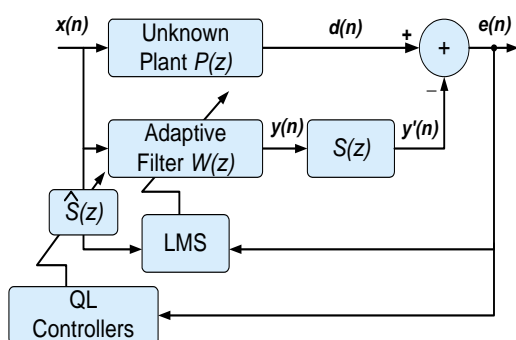 x(n)
Unknown
Plant P(z)
d(n)
+
+
e(n)
−
Adaptive
Filter W(z)
y(n)
S(z)
y'(n)
Ŝ(z)
LMS
QL
Controllers